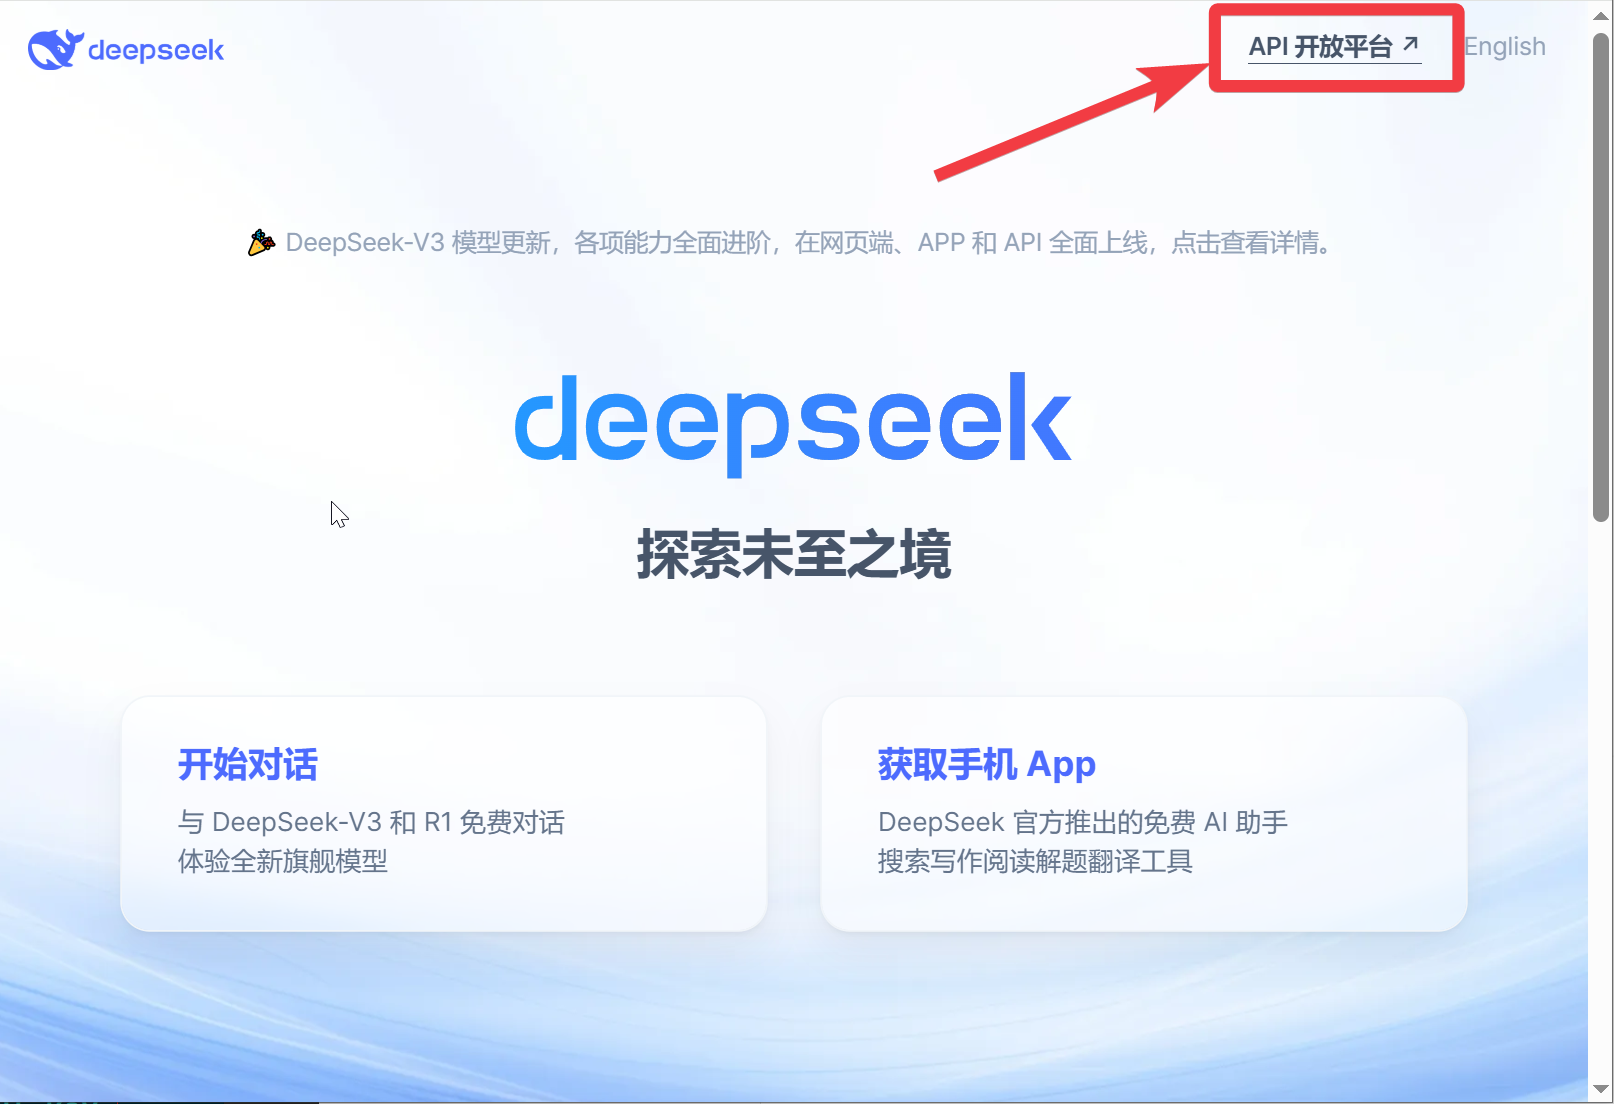 deepseek
API 开放平台
English
DeepSeek-V3 模型更新，各项能力全面进阶，在网页端、APP 和 API 全面上线，点击查看详情。
deepseek
探索未至之境
开始对话
与 DeepSeek-V3 和 R1 免费对话
体验全新旗舰模型
获取手机 App
DeepSeek 官方推出的免费 AI 助手
搜索写作阅读解题翻译工具